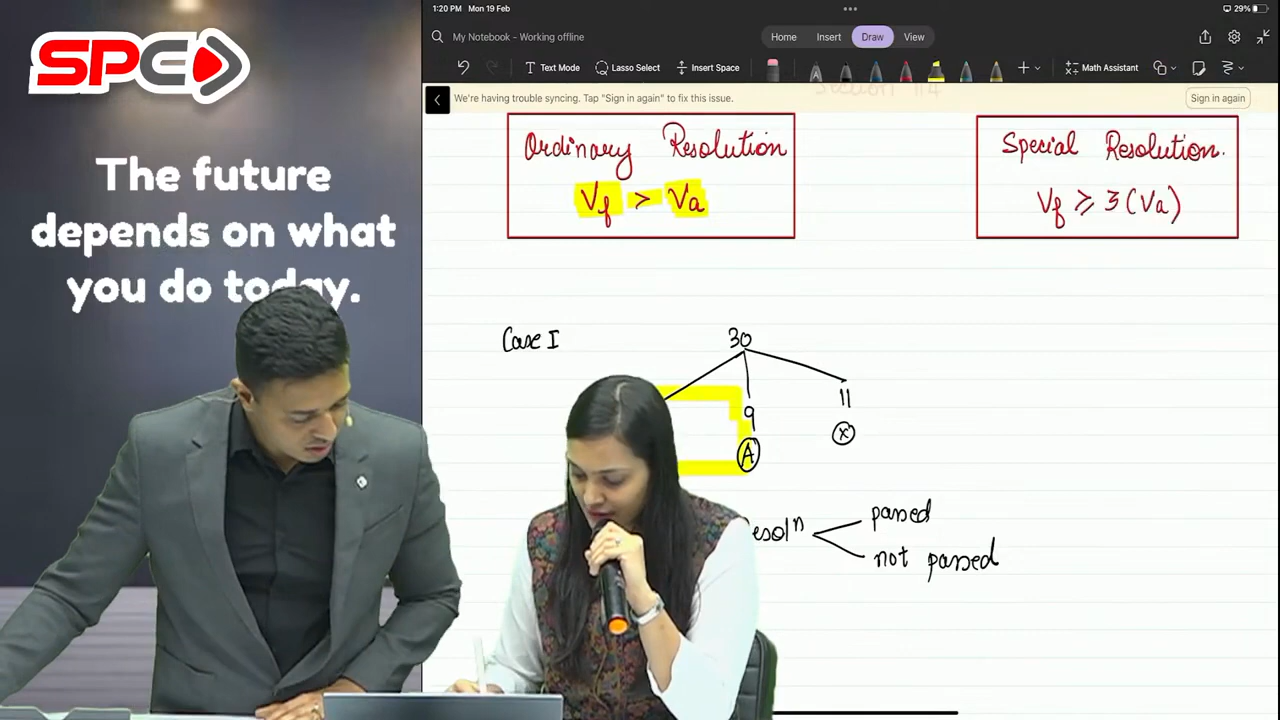 SPC
The future
depends on what
you do today.
1:20 PM Mon 19 Feb
29%
My Notebook - Working offline
Home Insert Draw View
Text Mode Lasso Select Insert Space Math Assistant
We're having trouble syncing. Tap "Sign in again" to fix this issue. Sign in again
Section 114
Ordinary Resolution
Vf > Va
Special Resolution.
Vf ≥ 3(Va)
Case I 30
9 11
A x
esolⁿ passed
not passed